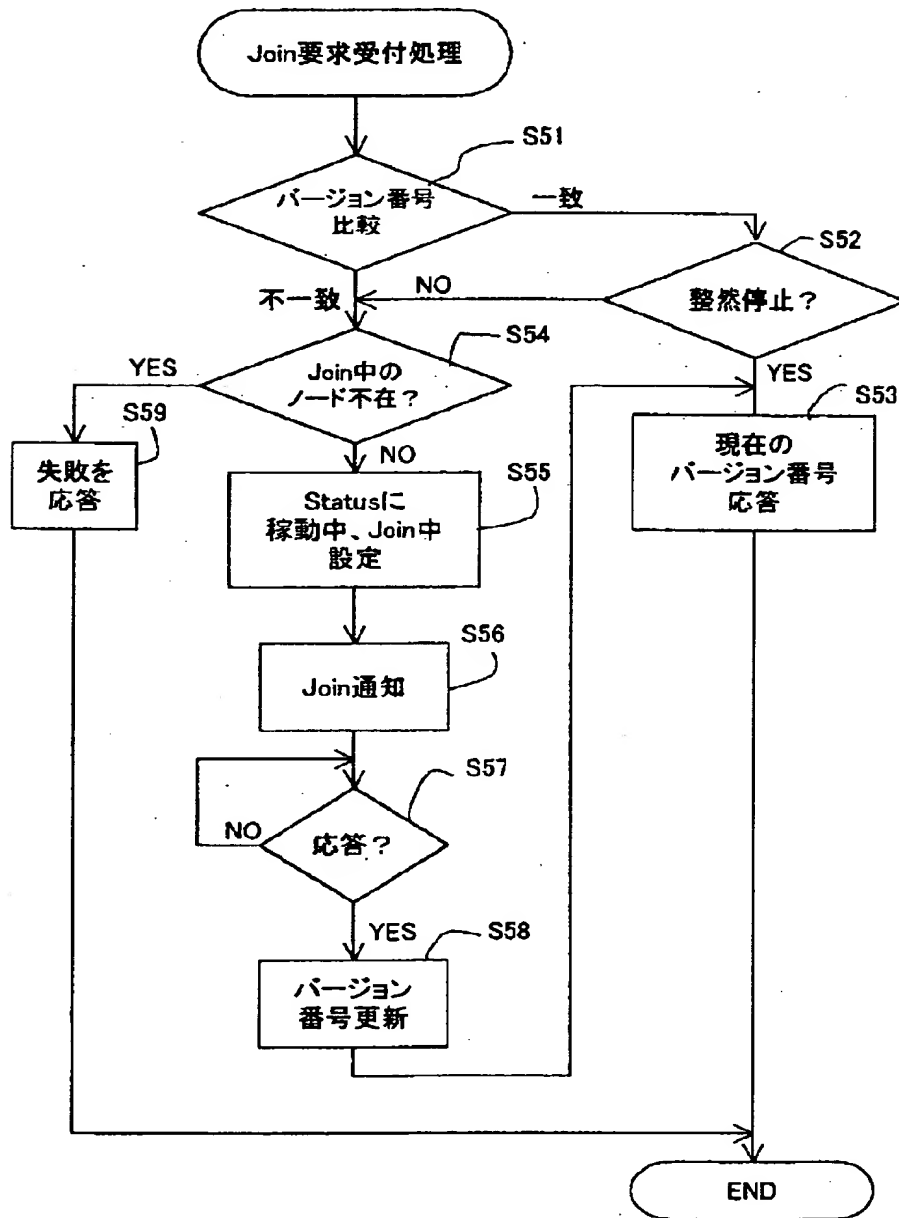 Join要求受付処理
S51
バージョン番号
比較
一致
S52
不一致
NO
整然停止？
S54
YES
Join中の
ノード不在？
YES
S53
S59
失敗を
応答
NO
現在の
バージョン番号
応答
S55
Statusに
稼動中、Join中
設定
S56
Join通知
S57
NO
応答？
YES
S58
バージョン
番号更新
END